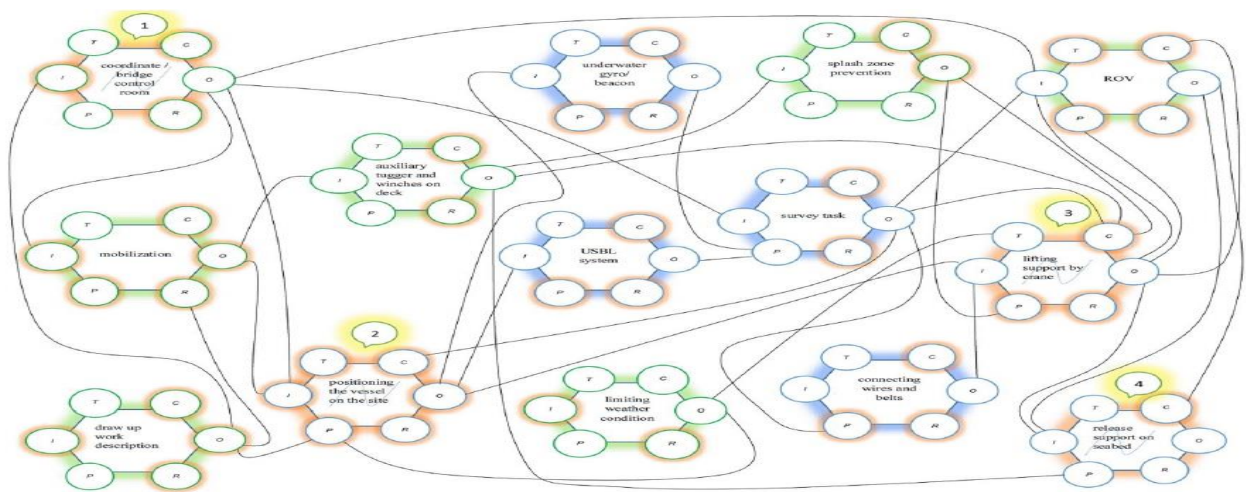 1
T
C
coordinate /
bridge
control
room
I
O
P
R
T
C
underwater
gyro/
beacon
I
O
P
R
T
C
splash zone
prevention
I
O
P
R
T
C
ROV
I
O
P
R
T
C
auxiliary
tugger and
winches on
deck
I
O
P
R
T
C
survey task
I
O
P
R
T
C
mobilization
I
O
P
R
T
C
USBL
system
I
O
P
R
3
T
C
lifting
support by
crane
I
O
P
R
2
T
C
positioning
the vessel
on the site
I
O
P
R
T
C
draw up
work
description
I
O
P
R
T
C
limiting
weather
condition
I
O
P
R
T
C
connecting
wires and
belts
I
O
P
R
4
T
C
release
support on
seabed
I
O
P
R